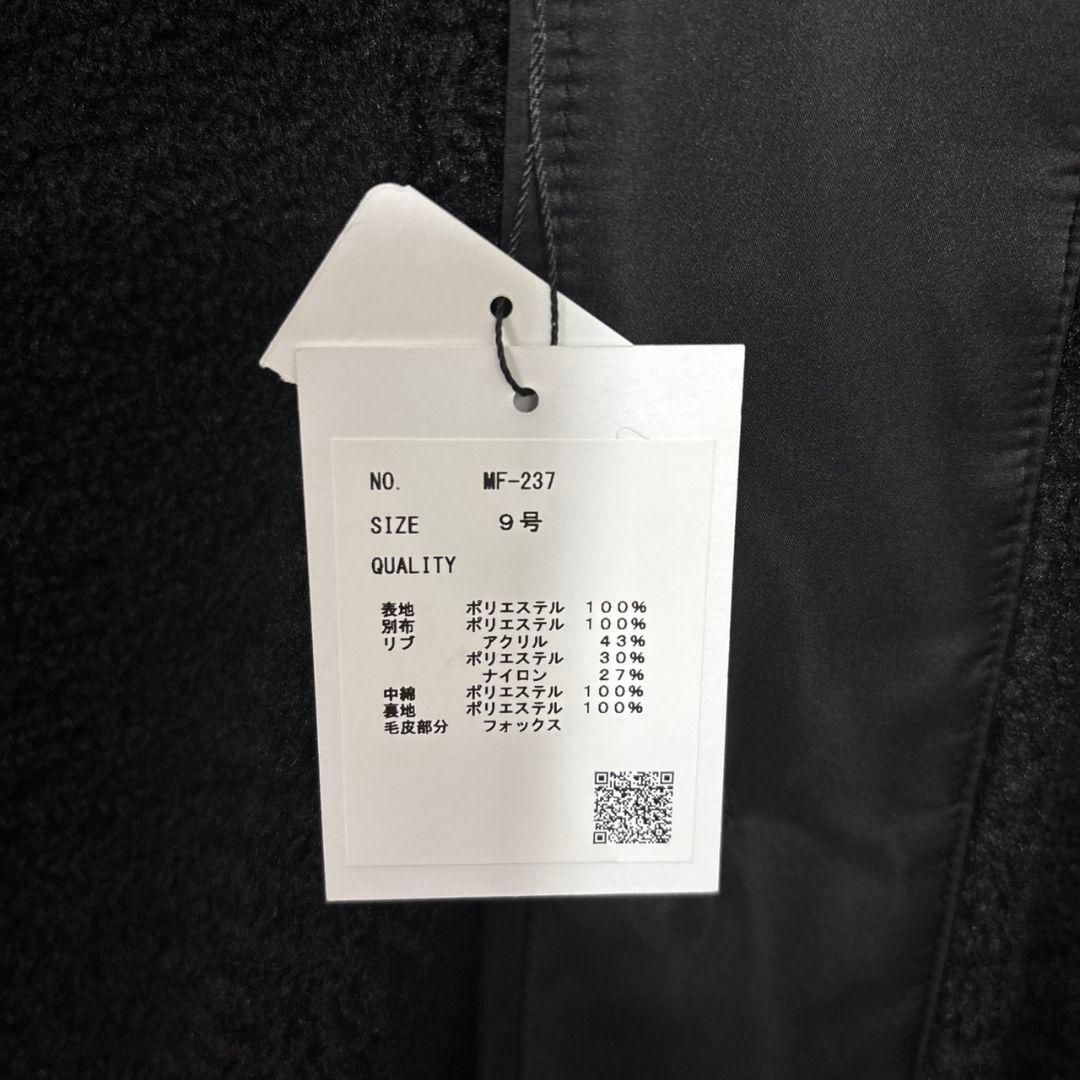 NO. MF-237
SIZE 9号
QUALITY
表地 ポリエステル 100%
別布 ポリエステル 100%
リブ アクリル 43%
ポリエステル 30%
ナイロン 27%
中綿 ポリエステル 100%
裏地 ポリエステル 100%
毛皮部分 フォックス